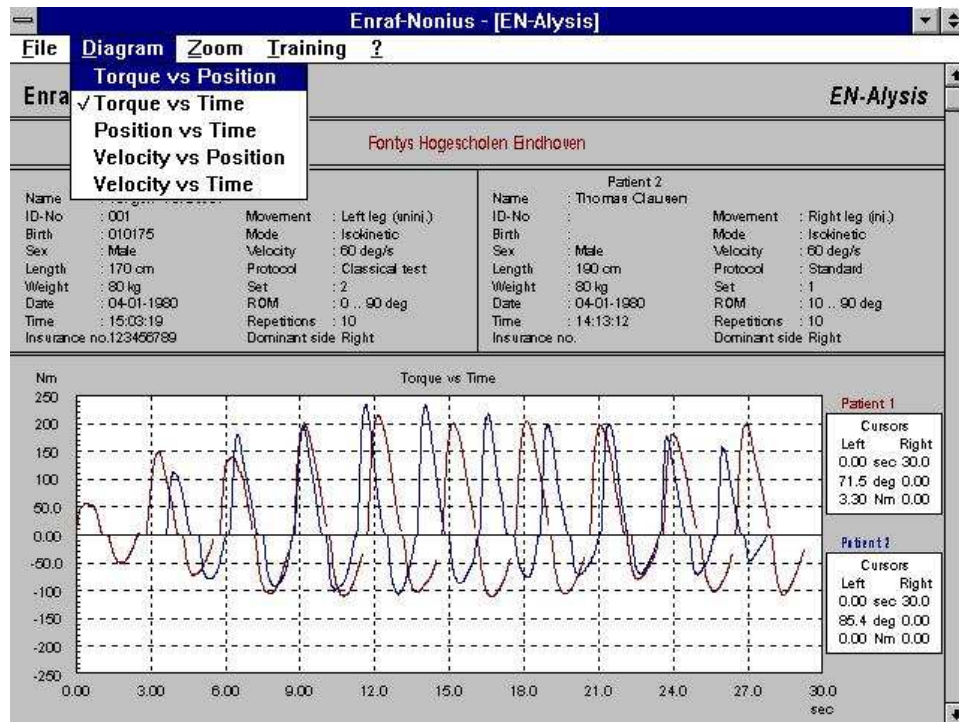 Enraf-Nonius - [EN-Alysis]
File Diagram Zoom Training ?
Torque vs Position
√ Torque vs Time
Position vs Time
Velocity vs Position
Velocity vs Time
Enra
EN-Alysis
Fontys Hogescholen Eindhoven
Name :
ID-No : 001 Movement : Left leg (uninj.)
Birth : 010175 Mode : Isokinetic
Sex : Male Velocity : 60 deg/s
Length : 170 cm Protocol : Classical test
Weight : 80 kg Set : 2
Date : 04-01-1980 ROM : 0 .. 90 deg
Time : 15:03:19 Repetitions : 10
Insurance no.123456789 Dominant side Right
Patient 2
Name : Thomas Clausen
ID-No : Movement : Right leg (inj.)
Birth : Mode : Isokinetic
Sex : Male Velocity : 60 deg/s
Length : 190 cm Protocol : Standard
Weight : 80 kg Set : 1
Date : 04-01-1980 ROM : 10 .. 90 deg
Time : 14:13:12 Repetitions : 10
Insurance no. Dominant side Right
Nm Torque vs Time
250
200
150
100
50.0
0.00
-50.0
-100
-150
-200
-250
0.00 3.00 6.00 9.00 12.0 15.0 18.0 21.0 24.0 27.0 30.0
sec
Patient 1
Cursors
Left Right
0.00 sec 30.0
71.5 deg 0.00
3.30 Nm 0.00
Patient 2
Cursors
Left Right
0.00 sec 30.0
85.4 deg 0.00
0.00 Nm 0.00